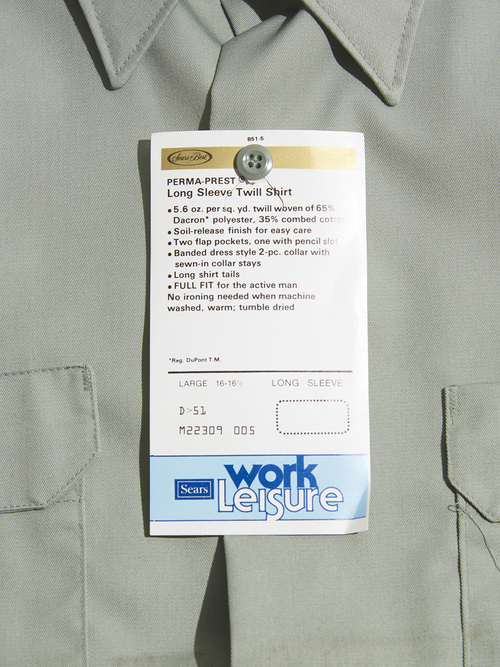 851-5
Sears Best
PERMA-PREST®
Long Sleeve Twill Shirt
• 5.6 oz. per sq. yd. twill woven of 65%
Dacron* polyester, 35% combed cotton
• Soil-release finish for easy care
• Two flap pockets, one with pencil slot
• Banded dress style 2-pc. collar with
sewn-in collar stays
• Long shirt tails
• FULL FIT for the active man
No ironing needed when machine
washed, warm; tumble dried
*Reg. DuPont T.M.
LARGE 16-16½ LONG SLEEVE
D>51
M22309 005
Sears work
Leisure